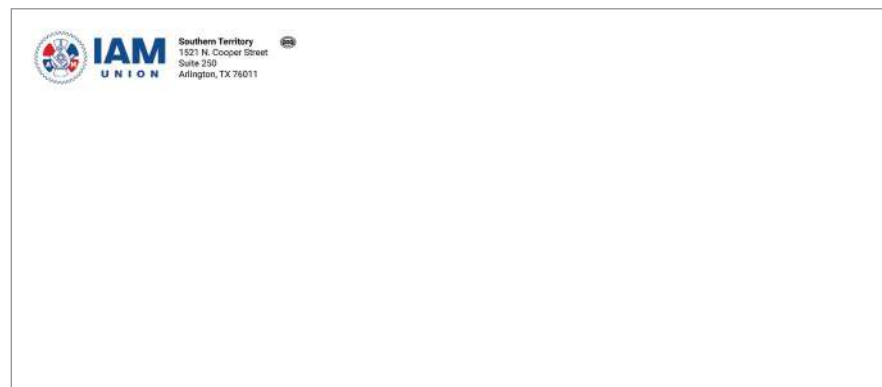 IAM
UNION
Southern Territory
1521 N. Cooper Street
Suite 250
Arlington, TX 76011